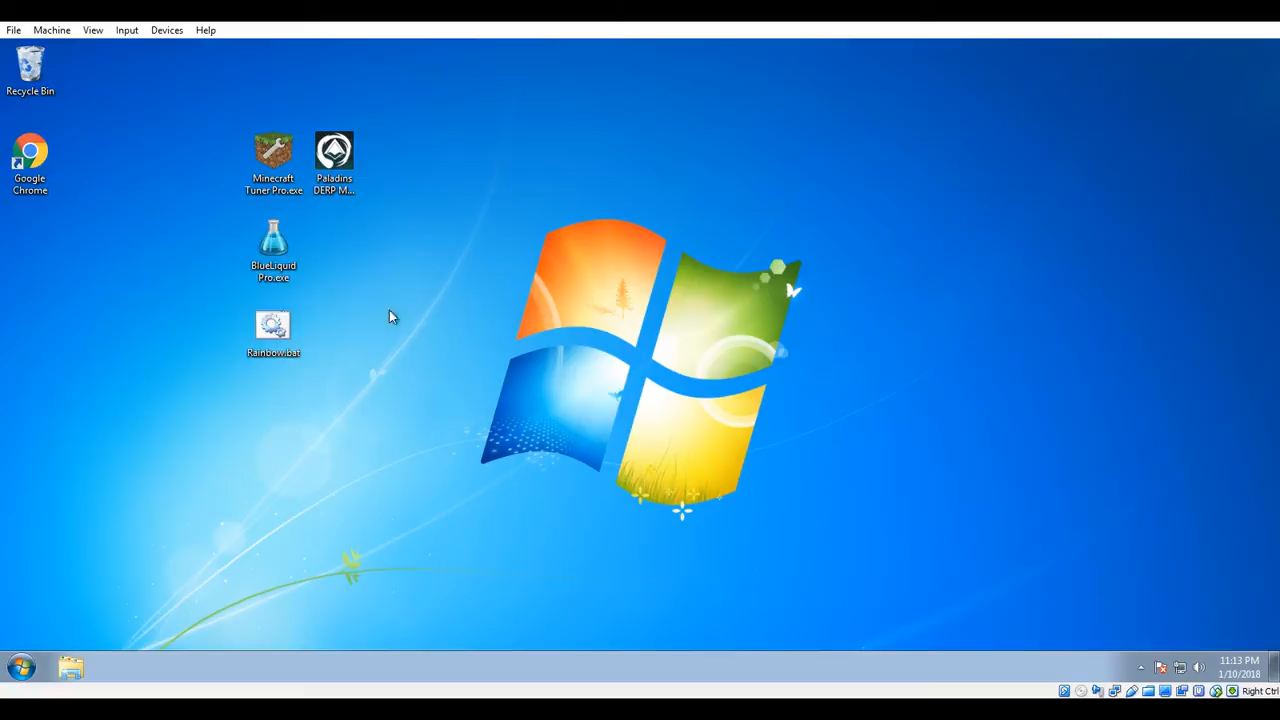 File Machine View Input Devices Help
Recycle Bin
Google
Chrome
Minecraft
Tuner Pro.exe
Paladins
DERP M...
BlueLiquid
Pro.exe
Rainbow.bat
11:13 PM
1/10/2018
Right Ctrl